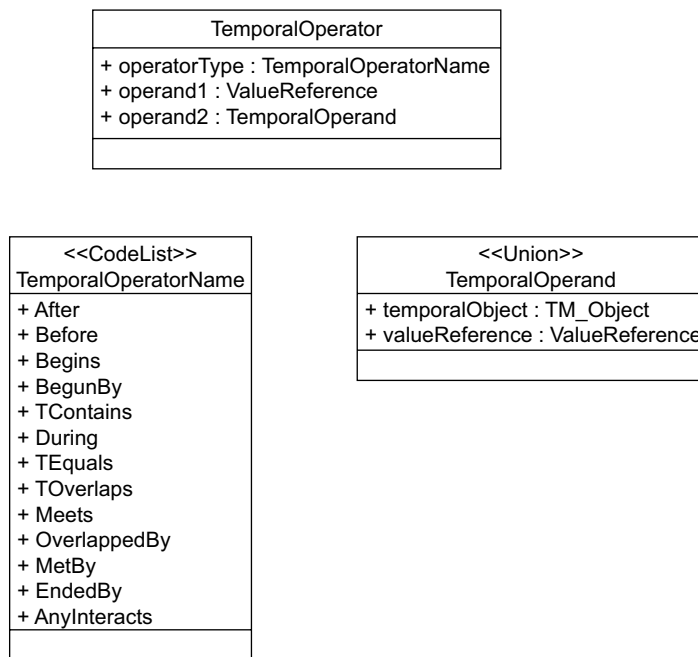 TemporalOperator
+ operatorType : TemporalOperatorName
+ operand1 : ValueReference
+ operand2 : TemporalOperand
<<CodeList>>
TemporalOperatorName
+ After
+ Before
+ Begins
+ BegunBy
+ TContains
+ During
+ TEquals
+ TOverlaps
+ Meets
+ OverlappedBy
+ MetBy
+ EndedBy
+ AnyInteracts
<<Union>>
TemporalOperand
+ temporalObject : TM_Object
+ valueReference : ValueReference